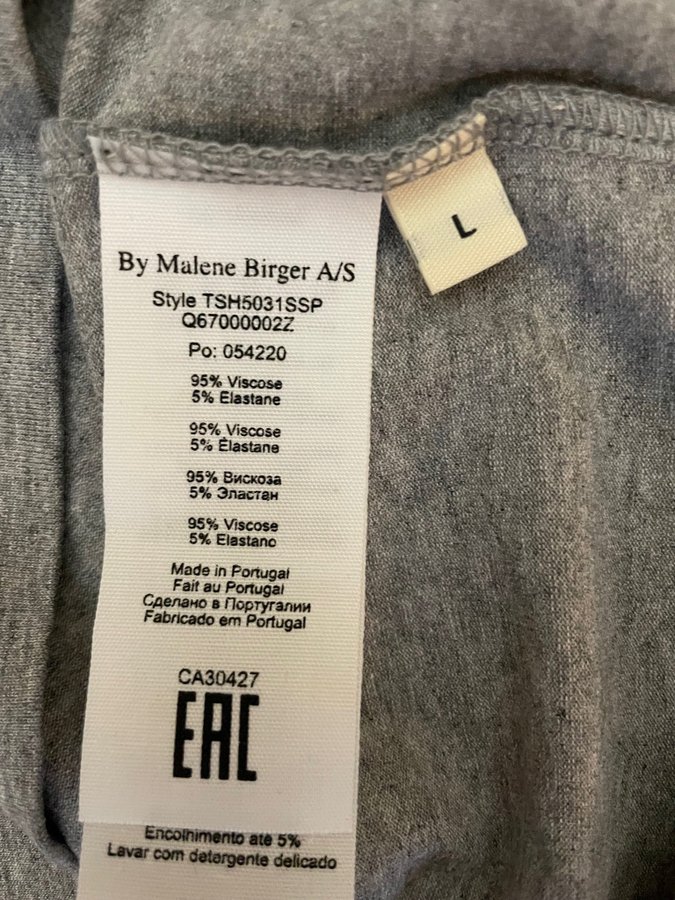 By Malene Birger A/S
Style TSH5031SSP
Q67000002Z
Po: 054220
95% Viscose
5% Elastane
95% Viscose
5% Élastane
95% Вискоза
5% Эластан
95% Viscose
5% Elastano
Made in Portugal
Fait au Portugal
Сделано в Португалии
Fabricado em Portugal
CA30427
EAC
Encolhimento até 5%
Lavar com detergente delicado
L